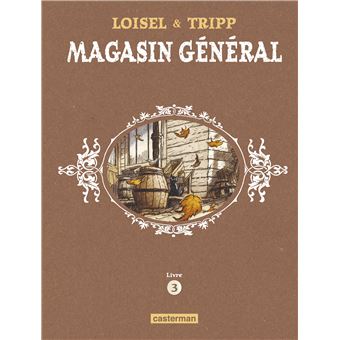 LOISEL & TRIPP
MAGASIN GÉNÉRAL
Livre
3
casterman